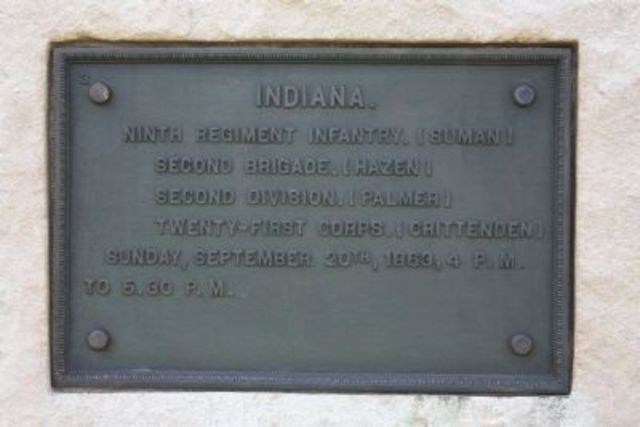 INDIANA.
NINTH REGIMENT INFANTRY. [SUMAN]
SECOND BRIGADE. [HAZEN]
SECOND DIVISION. [PALMER]
TWENTY-FIRST CORPS. [CRITTENDEN]
SUNDAY, SEPTEMBER 20TH, 1863, 4 P.M.
TO 5.30 P.M.